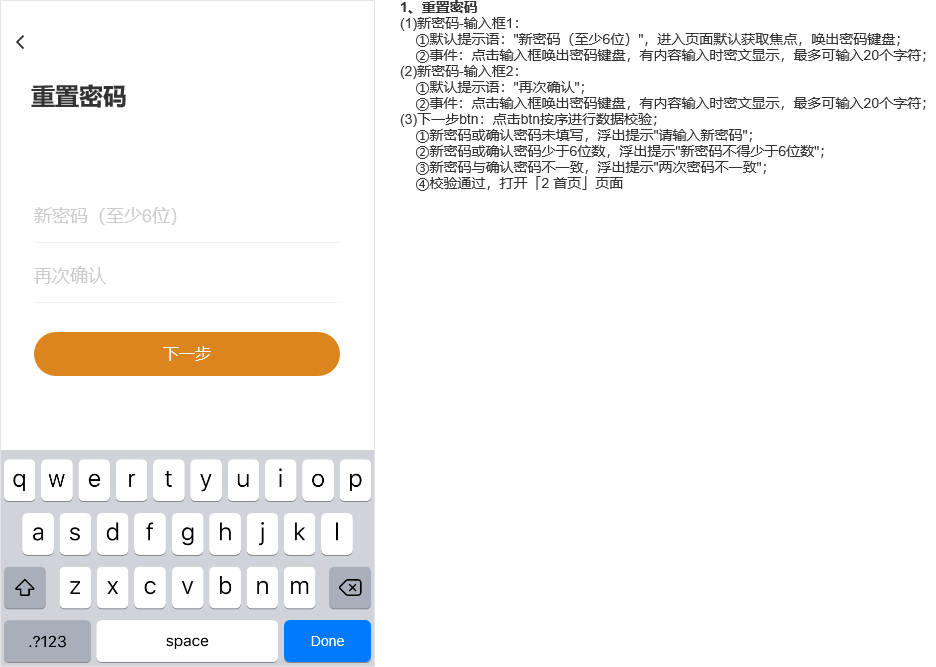 重置密码
新密码（至少6位）
再次确认
下一步
q w e r t y u i o p
a s d f g h j k l
z x c v b n m
.?123 space Done
1、重置密码
(1)新密码-输入框1：
①默认提示语："新密码（至少6位）"，进入页面默认获取焦点，唤出密码键盘；
②事件：点击输入框唤出密码键盘，有内容输入时密文显示，最多可输入20个字符；
(2)新密码-输入框2：
①默认提示语："再次确认"；
②事件：点击输入框唤出密码键盘，有内容输入时密文显示，最多可输入20个字符；
(3)下一步btn：点击btn按序进行数据校验；
①新密码或确认密码未填写，浮出提示"请输入新密码"；
②新密码或确认密码少于6位数，浮出提示"新密码不得少于6位数"；
③新密码与确认密码不一致，浮出提示"两次密码不一致"；
④校验通过，打开「2 首页」页面